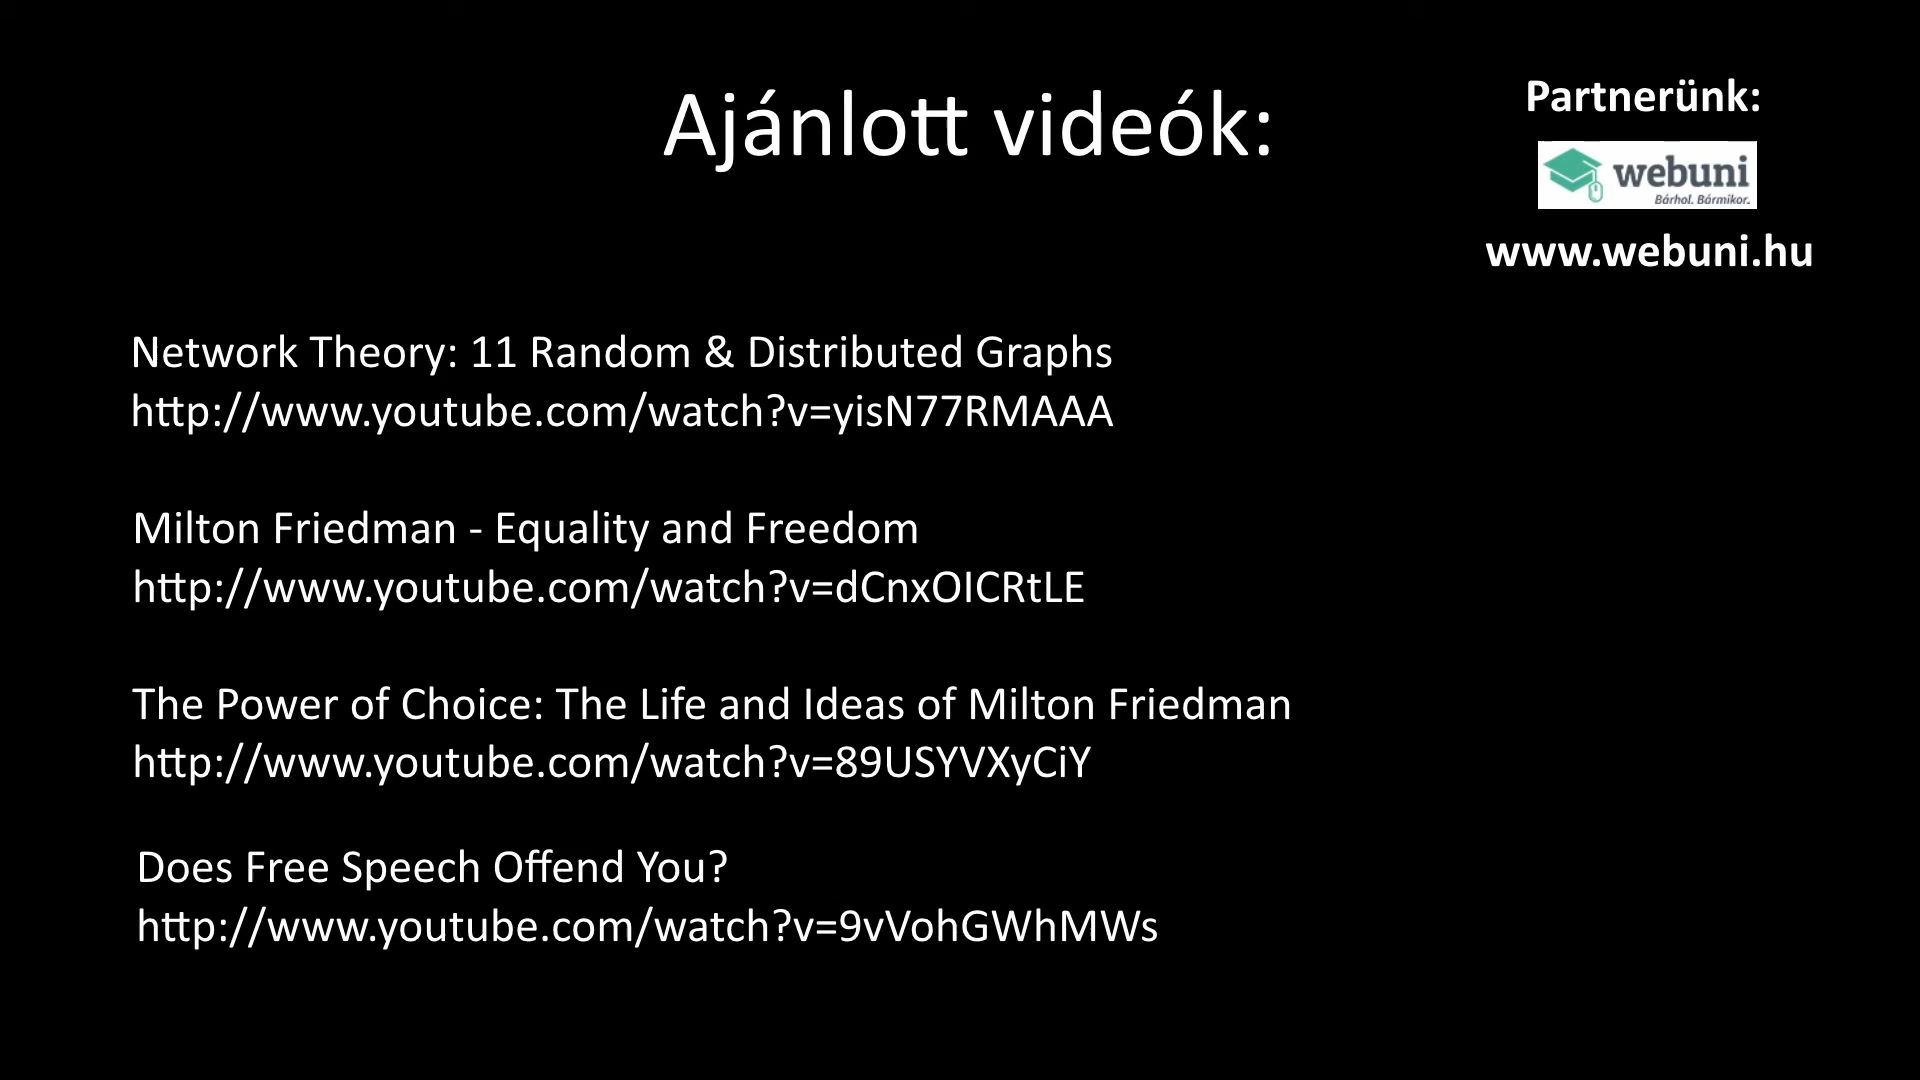 Ajánlott videók:
Partnerünk:
webuni
Bárhol. Bármikor.
www.webuni.hu
Network Theory: 11 Random & Distributed Graphs
http://www.youtube.com/watch?v=yisN77RMAAA
Milton Friedman - Equality and Freedom
http://www.youtube.com/watch?v=dCnxOICRtLE
The Power of Choice: The Life and Ideas of Milton Friedman
http://www.youtube.com/watch?v=89USYVXyCiY
Does Free Speech Offend You?
http://www.youtube.com/watch?v=9vVohGWhMWs